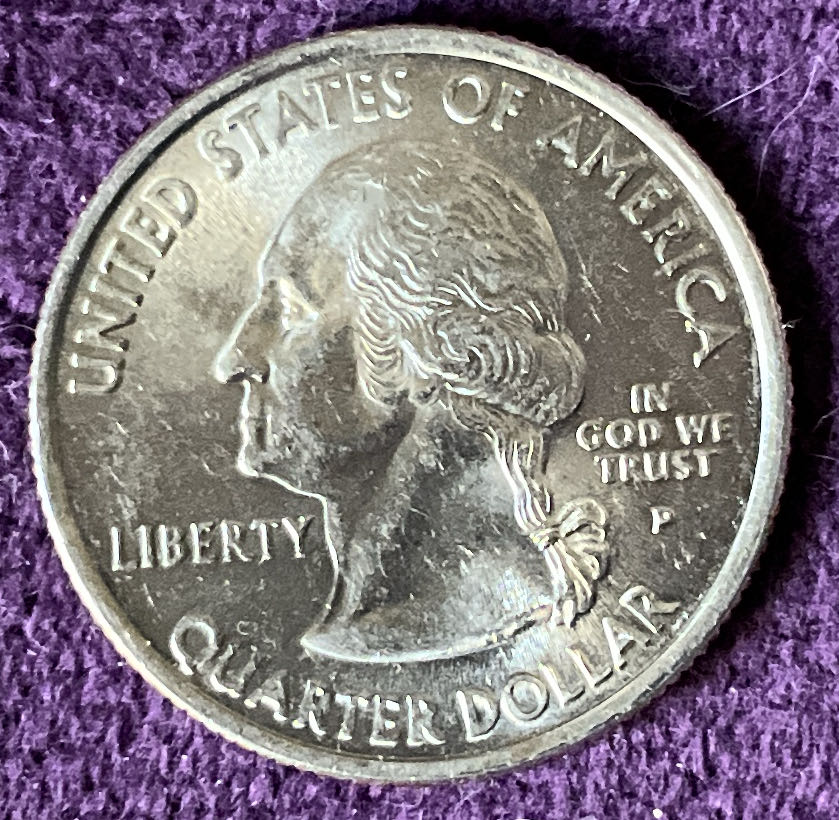 UNITED STATES OF AMERICA
IN
GOD WE
TRUST
P
LIBERTY
QUARTER DOLLAR